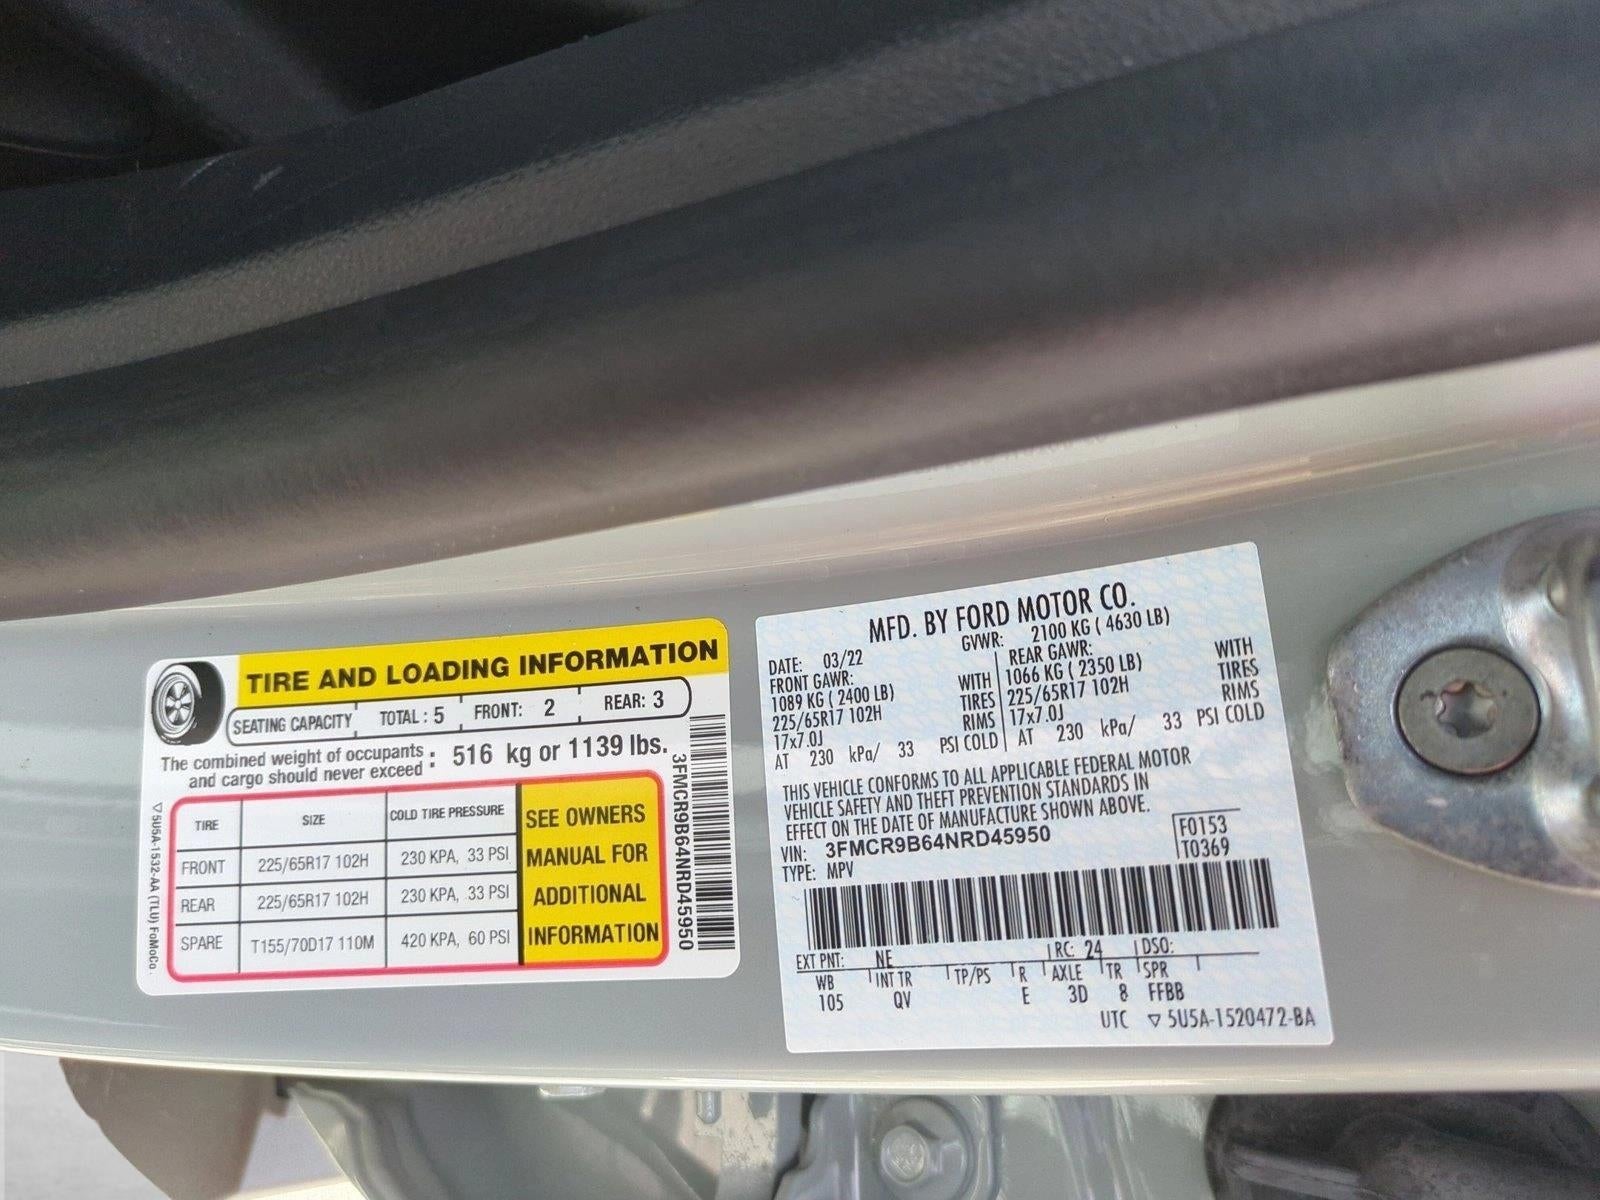 TIRE AND LOADING INFORMATION
SEATING CAPACITY TOTAL : 5 FRONT: 2 REAR: 3
The combined weight of occupants and cargo should never exceed : 516 kg or 1139 lbs.
TIRE SIZE COLD TIRE PRESSURE
FRONT 225/65R17 102H 230 KPA, 33 PSI
REAR 225/65R17 102H 230 KPA, 33 PSI
SPARE T155/70D17 110M 420 KPA, 60 PSI
SEE OWNERS
MANUAL FOR
ADDITIONAL
INFORMATION
3FMCR9B64NRD45950
▽5U5A-1532-AA (TLU) FoMoCo.
MFD. BY FORD MOTOR CO.
DATE: 03/22 GVWR: 2100 KG ( 4630 LB)
FRONT GAWR: REAR GAWR:
1089 KG ( 2400 LB) WITH 1066 KG ( 2350 LB) WITH
225/65R17 102H TIRES 225/65R17 102H TIRES
17x7.0J RIMS 17x7.0J RIMS
AT 230 kPa/ 33 PSI COLD AT 230 kPa/ 33 PSI COLD
THIS VEHICLE CONFORMS TO ALL APPLICABLE FEDERAL MOTOR
VEHICLE SAFETY AND THEFT PREVENTION STANDARDS IN
EFFECT ON THE DATE OF MANUFACTURE SHOWN ABOVE.
VIN: 3FMCR9B64NRD45950 F0153
TYPE: MPV T0369
EXT PNT: NE RC: 24 DSO:
WB INT TR TP/PS R AXLE TR SPR
105 QV E 3D 8 FFBB
UTC ▽5U5A-1520472-BA